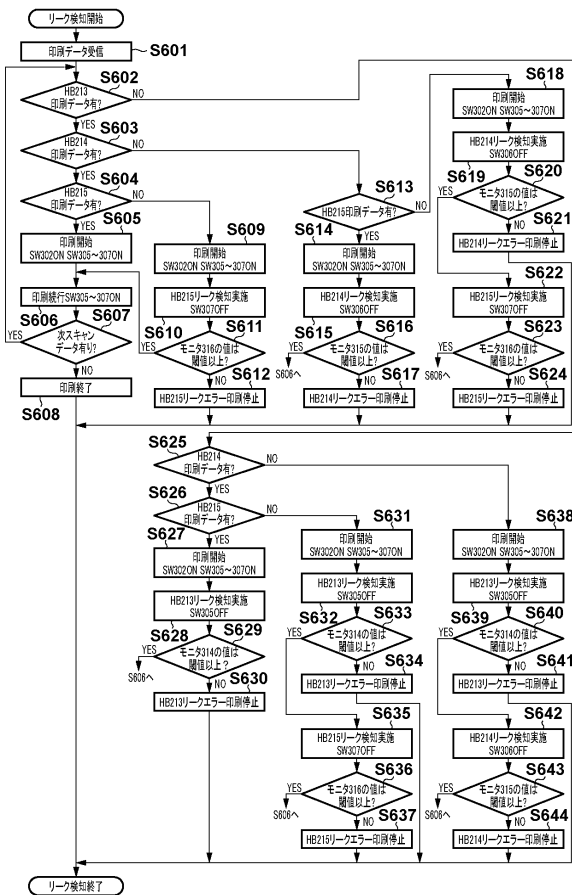 リーク検知開始
印刷データ受信
S601
HB213
印刷データ有?
S602
NO
YES
HB214
印刷データ有?
S603
NO
YES
HB215
印刷データ有?
S604
NO
YES
S605
印刷開始
SW302ON SW305~307ON
印刷続行SW305~307ON
S606
S607
次スキャン
データ有り?
YES
NO
印刷終了
S608
S609
印刷開始
SW302ON SW305~307ON
HB215リーク検知実施
SW307OFF
S610
S611
モニタ316の値は
閾値以上?
YES
NO
S612
HB215リークエラー印刷停止
S613
HB215印刷データ有?
NO
YES
S614
印刷開始
SW302ON SW305~307ON
HB214リーク検知実施
SW306OFF
S615
S616
モニタ315の値は
閾値以上?
YES
S606へ
NO
S617
HB214リークエラー印刷停止
S618
印刷開始
SW302ON SW305~307ON
HB214リーク検知実施
SW306OFF
S619
S620
モニタ315の値は
閾値以上?
YES
NO
S621
HB214リークエラー印刷停止
S622
HB215リーク検知実施
SW307OFF
S623
モニタ316の値は
閾値以上?
YES
S606へ
NO
S624
HB215リークエラー印刷停止
S625
HB214
印刷データ有?
NO
YES
S626
HB215
印刷データ有?
NO
YES
S627
印刷開始
SW302ON SW305~307ON
HB213リーク検知実施
SW305OFF
S628
S629
モニタ314の値は
閾値以上?
YES
S606へ
NO
S630
HB213リークエラー印刷停止
S631
印刷開始
SW302ON SW305~307ON
HB213リーク検知実施
SW305OFF
S632
S633
モニタ314の値は
閾値以上?
YES
NO
S634
HB213リークエラー印刷停止
S635
HB215リーク検知実施
SW307OFF
S636
モニタ316の値は
閾値以上?
YES
S606へ
NO
S637
HB215リークエラー印刷停止
S638
印刷開始
SW302ON SW305~307ON
HB213リーク検知実施
SW305OFF
S639
S640
モニタ314の値は
閾値以上?
YES
NO
S641
HB213リークエラー印刷停止
S642
HB214リーク検知実施
SW306OFF
S643
モニタ315の値は
閾値以上?
YES
S606へ
NO
S644
HB214リークエラー印刷停止
リーク検知終了